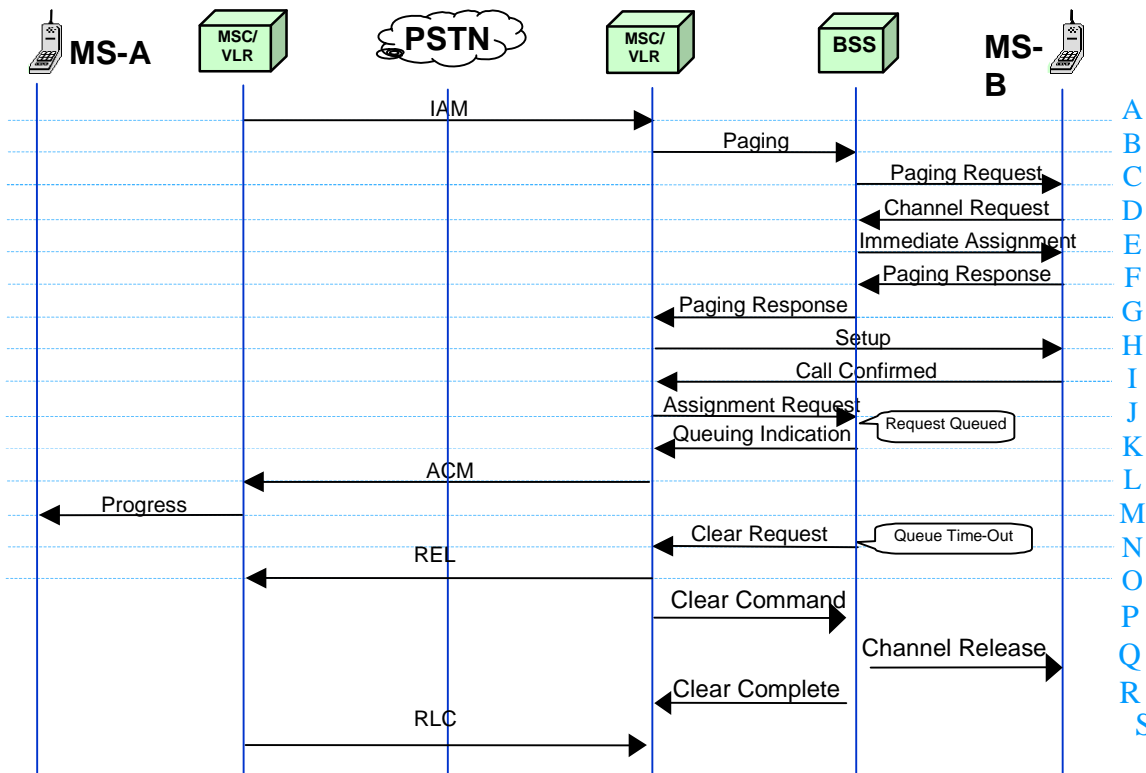 MS-A
MSC/
VLR
PSTN
MSC/
VLR
BSS
MS-
B
IAM
A
Paging
B
Paging Request
C
Channel Request
D
Immediate Assignment
E
Paging Response
F
Paging Response
G
Setup
H
Call Confirmed
I
Assignment Request
J
Request Queued
Queuing Indication
K
ACM
L
Progress
M
Clear Request
Queue Time-Out
N
REL
O
Clear Command
P
Channel Release
Q
Clear Complete
R
RLC
S